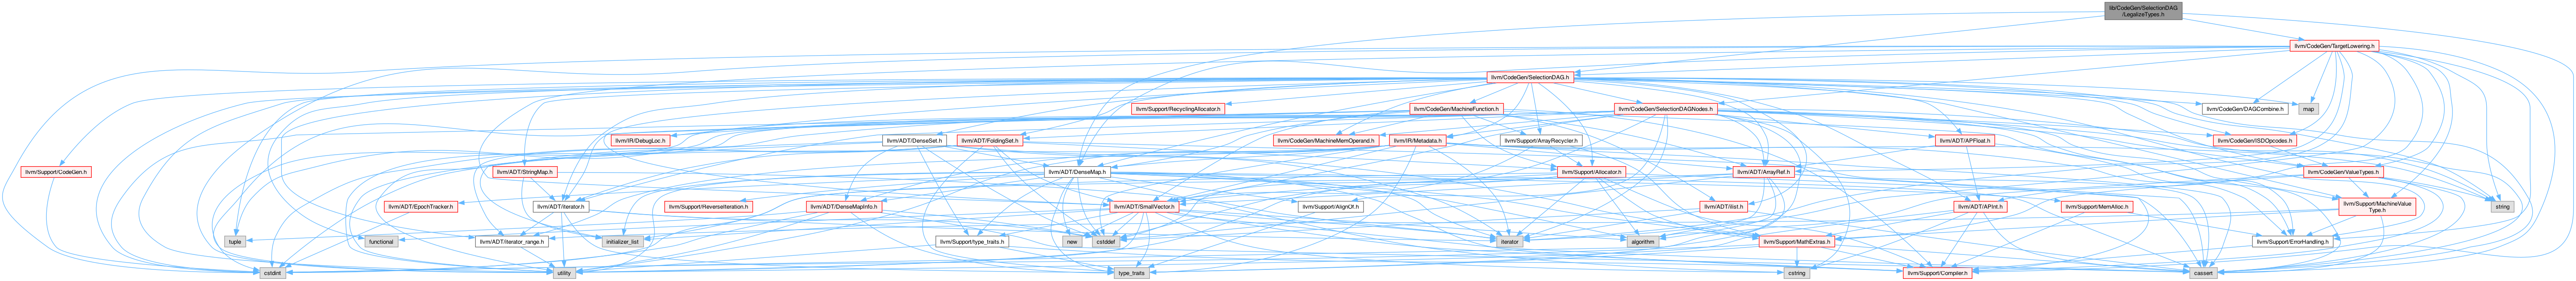 lib/CodeGen/SelectionDAG
/LegalizeTypes.h
llvm/CodeGen/TargetLowering.h
llvm/CodeGen/SelectionDAG.h
llvm/Support/RecyclingAllocator.h
llvm/CodeGen/MachineFunction.h
llvm/CodeGen/SelectionDAGNodes.h
llvm/CodeGen/DAGCombine.h
map
llvm/IR/DebugLoc.h
llvm/ADT/DenseSet.h
llvm/ADT/FoldingSet.h
llvm/CodeGen/MachineMemOperand.h
llvm/IR/Metadata.h
llvm/Support/ArrayRecycler.h
llvm/ADT/APFloat.h
llvm/CodeGen/ISDOpcodes.h
llvm/Support/CodeGen.h
llvm/ADT/StringMap.h
llvm/ADT/DenseMap.h
llvm/Support/Allocator.h
llvm/ADT/ArrayRef.h
llvm/CodeGen/ValueTypes.h
llvm/ADT/EpochTracker.h
llvm/ADT/iterator.h
llvm/Support/ReverseIteration.h
llvm/ADT/DenseMapInfo.h
llvm/ADT/SmallVector.h
llvm/Support/AlignOf.h
llvm/ADT/ilist.h
llvm/ADT/APInt.h
llvm/Support/MemAlloc.h
llvm/Support/MachineValue
Type.h
string
tuple
functional
llvm/ADT/iterator_range.h
initializer_list
new
cstddef
llvm/Support/type_traits.h
iterator
algorithm
llvm/Support/MathExtras.h
llvm/Support/ErrorHandling.h
cstdint
utility
type_traits
cstring
llvm/Support/Compiler.h
cassert